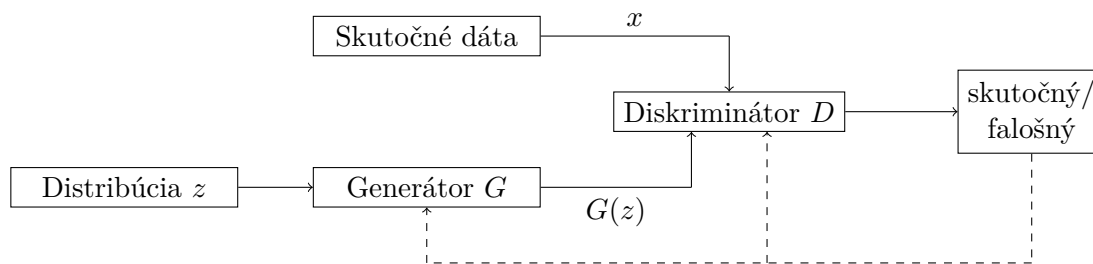 Skutočné dáta
x
Diskriminátor D
skutočný/
falošný
Distribúcia z
Generátor G
G(z)